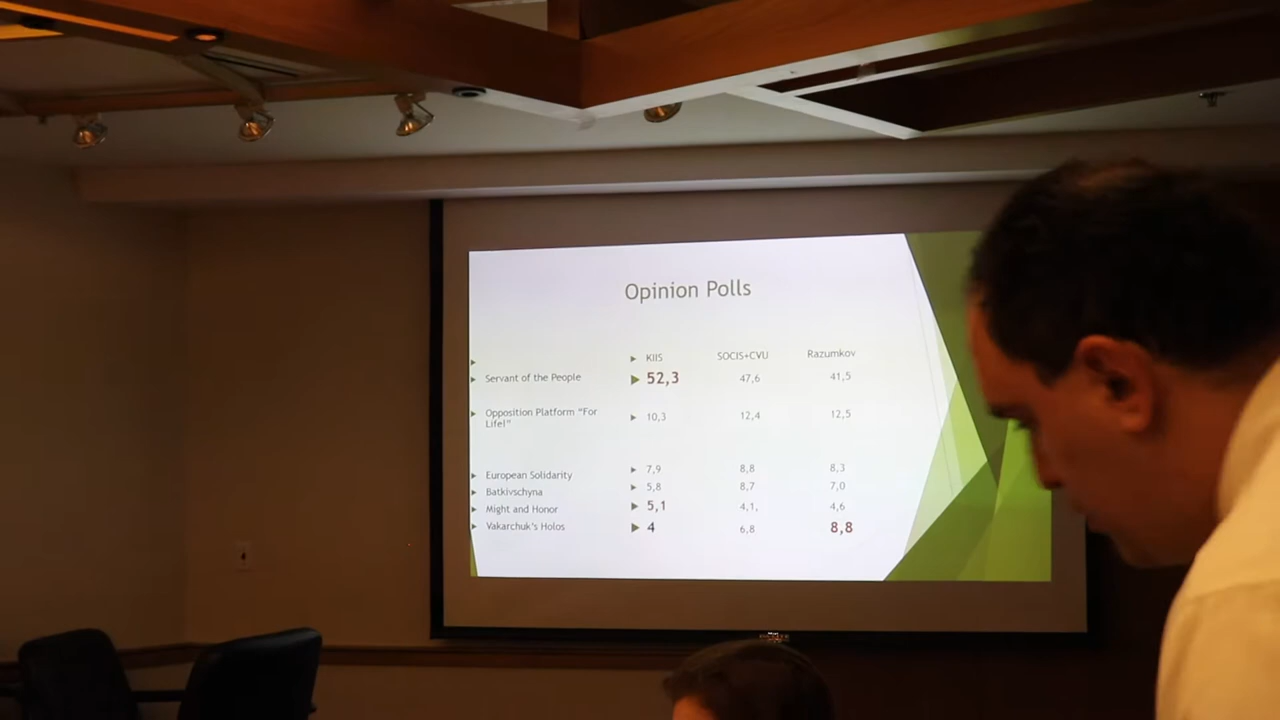 Opinion Polls
KIIS SOCIS+CVU Razumkov
Servant of the People 52,3 47,6 41,5
Opposition Platform “For 10,3 12,4 12,5
Life!”
European Solidarity 7,9 8,8 8,3
Batkivschyna 5,8 8,7 7,0
Might and Honor 5,1 4,1, 4,6
Vakarchuk’s Holos 4 6,8 8,8